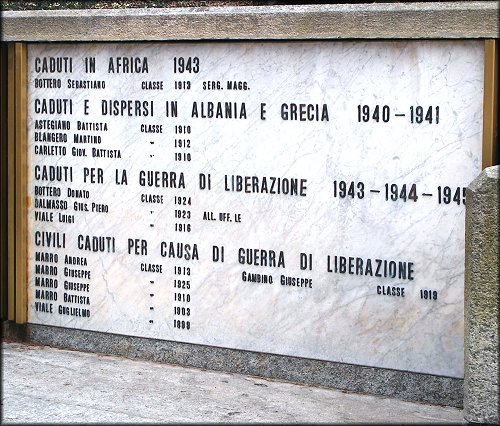 CADUTI IN AFRICA 1943
BOTTERO SEBASTIANO CLASSE 1913 SERG. MAGG.
CADUTI E DISPERSI IN ALBANIA E GRECIA 1940-1941
ASTEGIANO BATTISTA CLASSE 1910
BLANGERO MARTINO " 1912
CARLETTO GIOV. BATTISTA " 1916
CADUTI PER LA GUERRA DI LIBERAZIONE 1943-1944-1945
BOTTERO DONATO CLASSE 1924
DALMASSO GIUS. PIERO " 1923 ALL. UFF. LE
VIALE LUIGI " 1916
CIVILI CADUTI PER CAUSA DI GUERRA DI LIBERAZIONE
MARRO ANDREA CLASSE 1913 GAMBINO GIUSEPPE CLASSE 1919
MARRO GIUSEPPE " 1925
MARRO GIUSEPPE " 1910
MARRO BATTISTA " 1903
VIALE GUGLIELMO " 1899